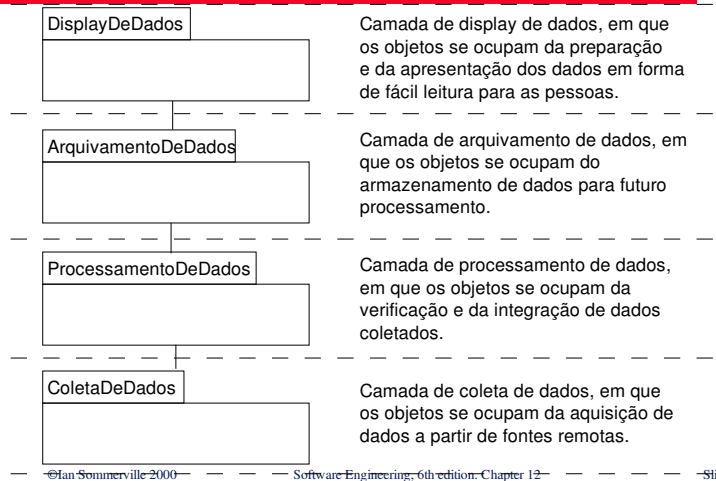 DisplayDeDados
Camada de display de dados, em que
os objetos se ocupam da preparação
e da apresentação dos dados em forma
de fácil leitura para as pessoas.
ArquivamentoDeDados
Camada de arquivamento de dados, em
que os objetos se ocupam do
armazenamento de dados para futuro
processamento.
ProcessamentoDeDados
Camada de processamento de dados,
em que os objetos se ocupam da
verificação e da integração de dados
coletados.
ColetaDeDados
Camada de coleta de dados, em que
os objetos se ocupam da aquisição de
dados a partir de fontes remotas.
©Ian Sommerville 2000 Software Engineering, 6th edition. Chapter 12 Sli